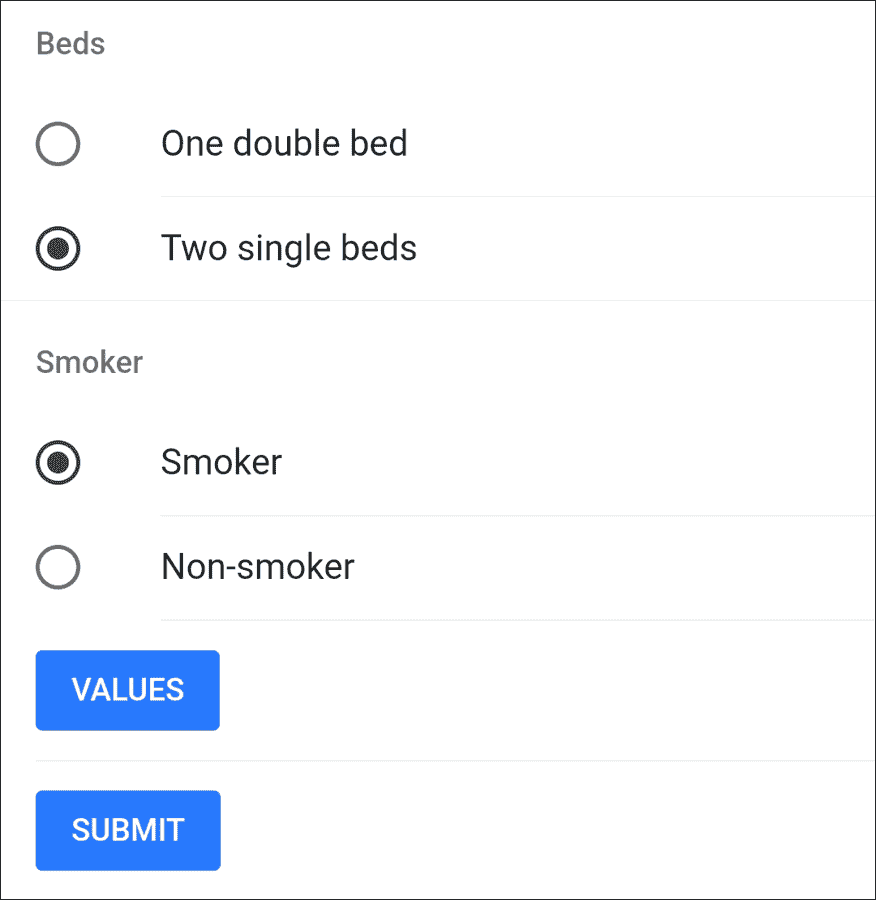 Beds
One double bed
Two single beds
Smoker
Smoker
Non-smoker
VALUES
SUBMIT